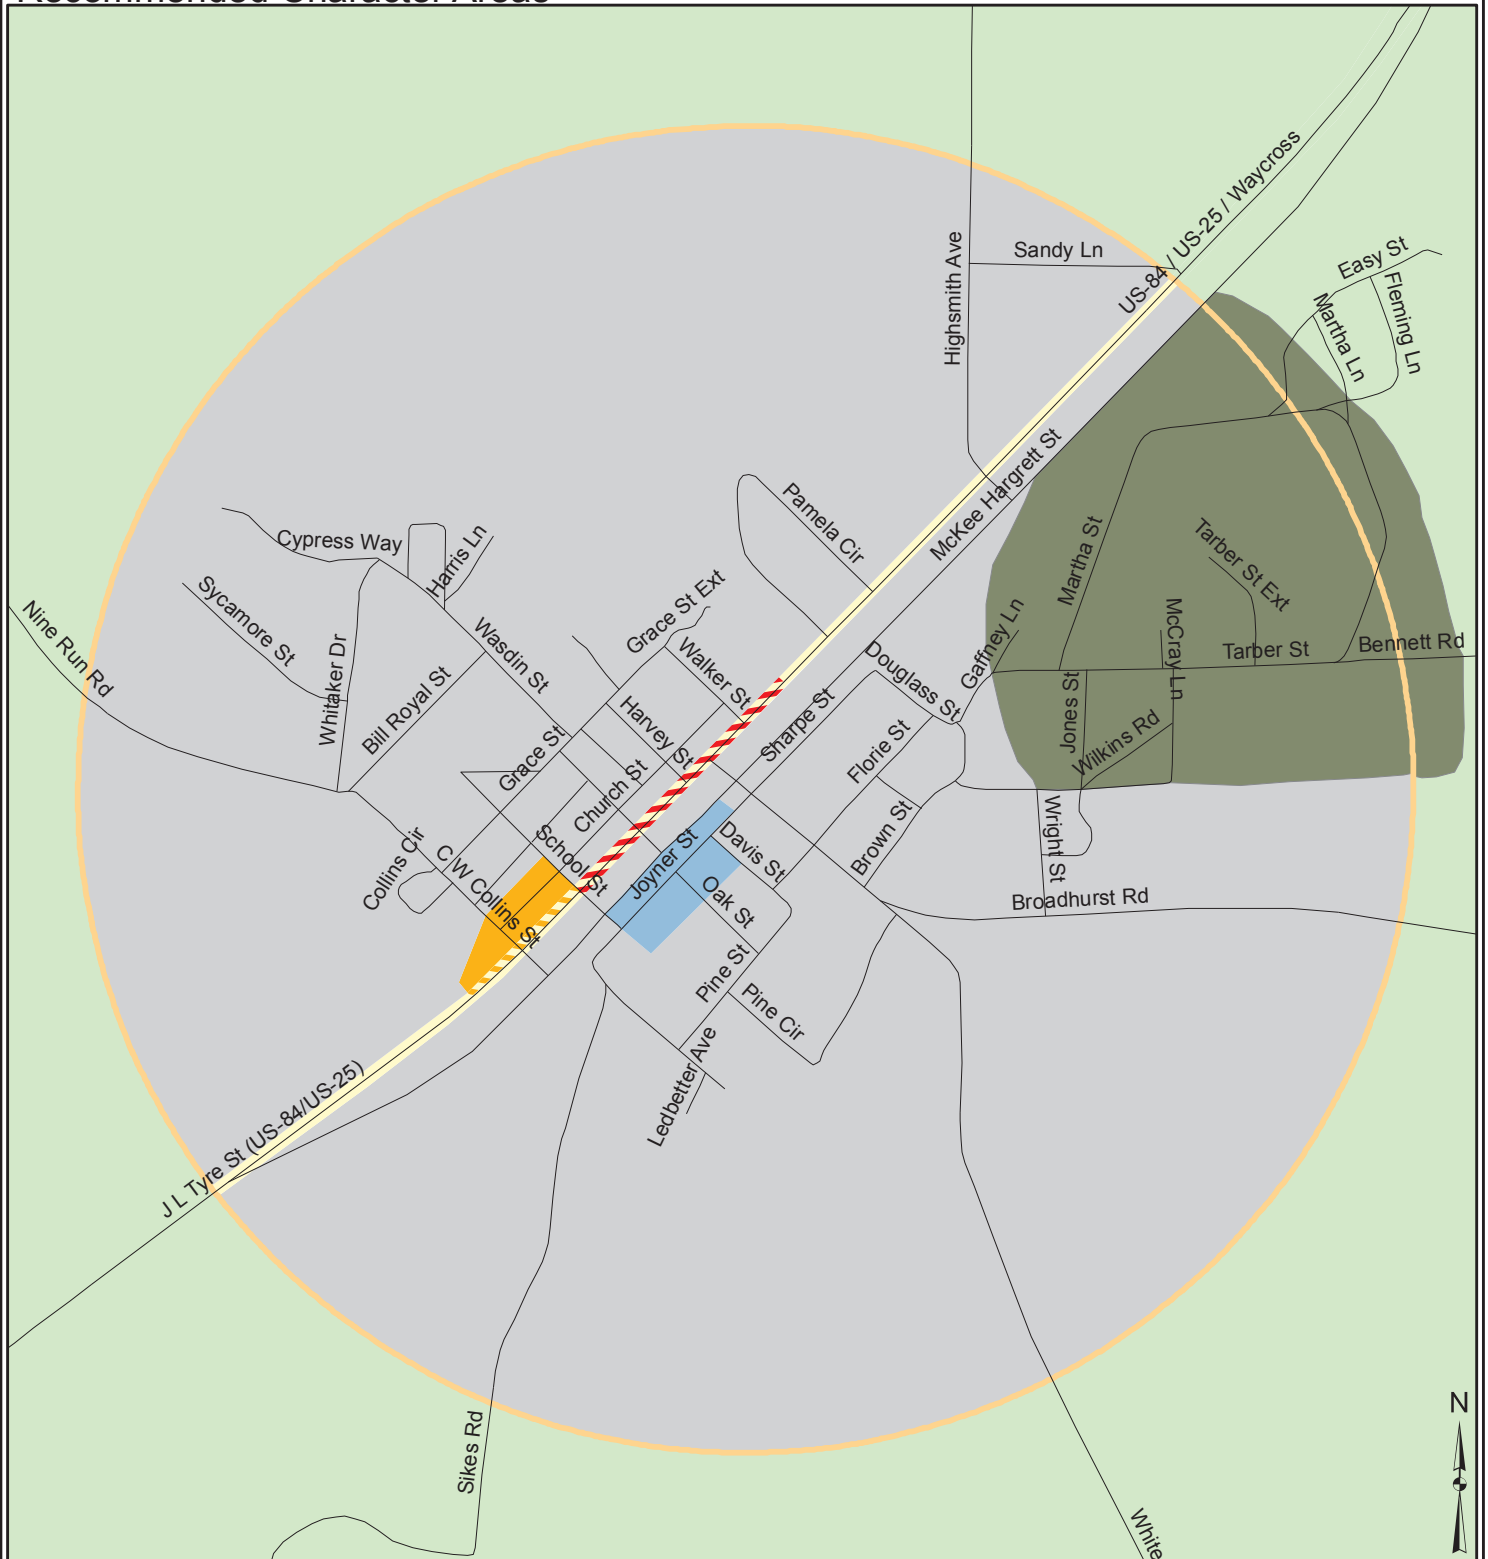 Recommended Character Areas
US-84 / US-25 / Waycross
Sandy Ln
Highsmith Ave
Easy St
Fleming Ln
Martha Ln
McKee Hargrett St
Pamela Cir
Cypress Way
Harris Ln
Sycamore St
Nine Run Rd
Whitaker Dr
Wasdin St
Bill Royal St
Grace St Ext
Walker St
Harvey St
Grace St
Church St
Sharpe St
Douglass St
Gaffney Ln
Martha St
Tarber St Ext
McCray Ln
Tarber St
Bennett Rd
Jones St
Wilkins Rd
Florie St
Brown St
Wright St
Broadhurst Rd
Collins Cir
C W Collins St
School St
Joyner St
Davis St
Oak St
Pine St
Pine Cir
Ledbetter Ave
J L Tyre St (US-84/US-25)
Sikes Rd
White
N